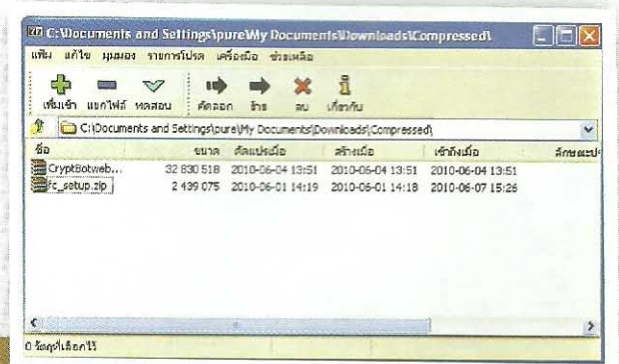 C:\Documents and Settings\pure\My Documents\Downloads\Compressed\
แฟ้ม แก้ไข มุมมอง รายการโปรด เครื่องมือ ช่วยเหลือ
เพิ่มเข้า แยกไฟล์ ทดสอบ คัดลอก ย้าย ลบ เกี่ยวกับ
C:\Documents and Settings\pure\My Documents\Downloads\Compressed\
ชื่อ ขนาด ดัดแปรเมื่อ สร้างเมื่อ เข้าถึงเมื่อ
CryptBotweb... 32 830 518 2010-06-04 13:51 2010-06-04 13:51 2010-06-04 13:51
fc_setup.zip 2 439 075 2010-06-01 14:19 2010-06-01 14:18 2010-06-07 15:26
0 วัตถุที่เลือกไว้